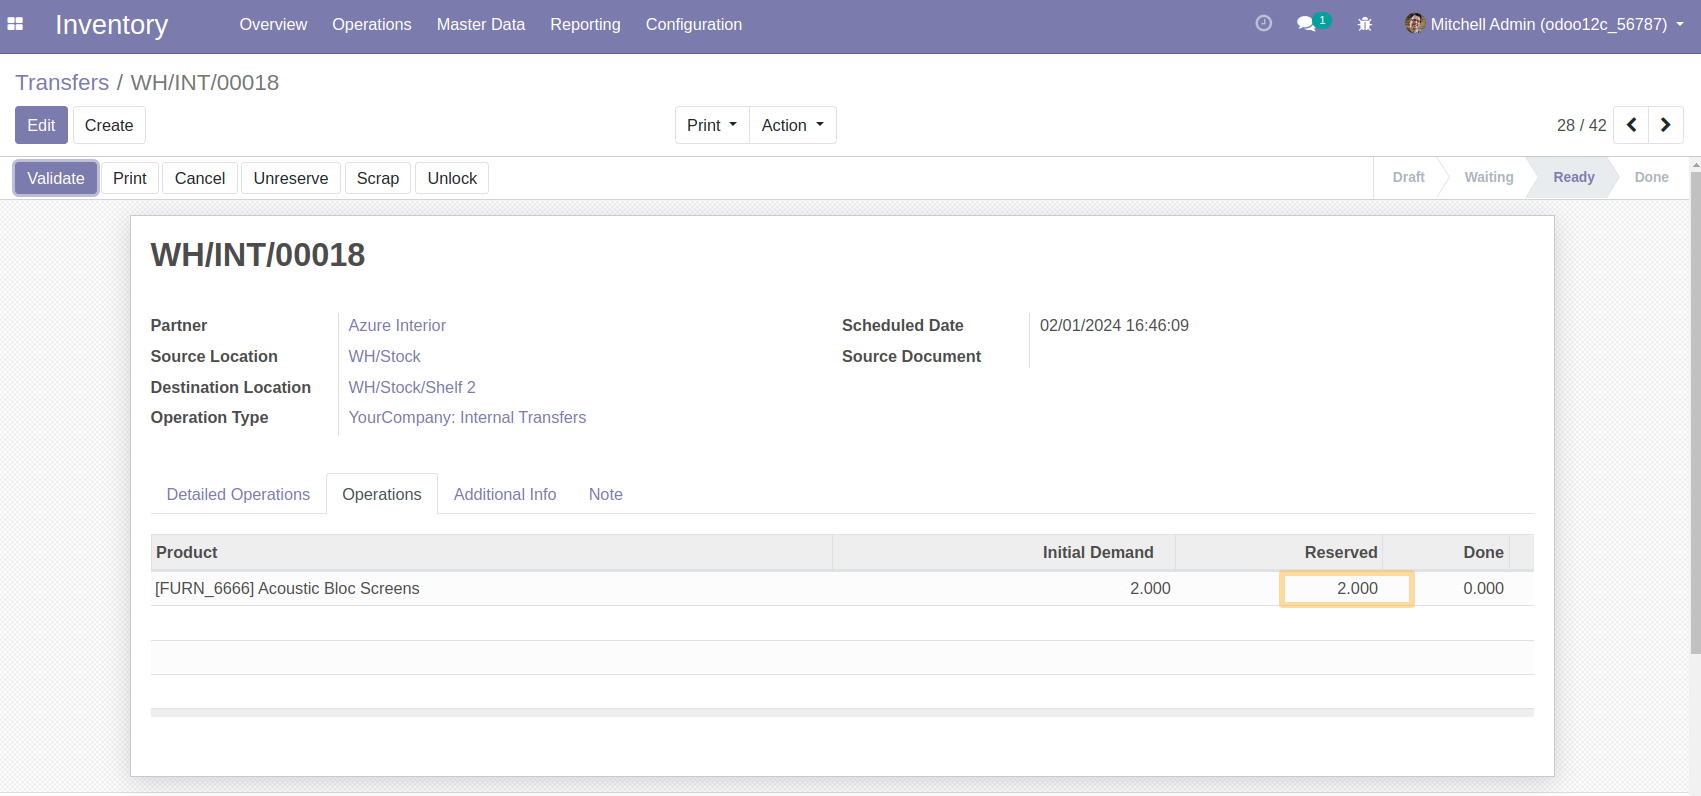 Inventory Overview Operations Master Data Reporting Configuration 1 Mitchell Admin (odoo12c_56787)
Transfers / WH/INT/00018
Edit Create Print Action 28 / 42
Validate Print Cancel Unreserve Scrap Unlock Draft Waiting Ready Done
WH/INT/00018
Partner Azure Interior Scheduled Date 02/01/2024 16:46:09
Source Location WH/Stock Source Document
Destination Location WH/Stock/Shelf 2
Operation Type YourCompany: Internal Transfers
Detailed Operations Operations Additional Info Note
Product Initial Demand Reserved Done
[FURN_6666] Acoustic Bloc Screens 2.000 2.000 0.000